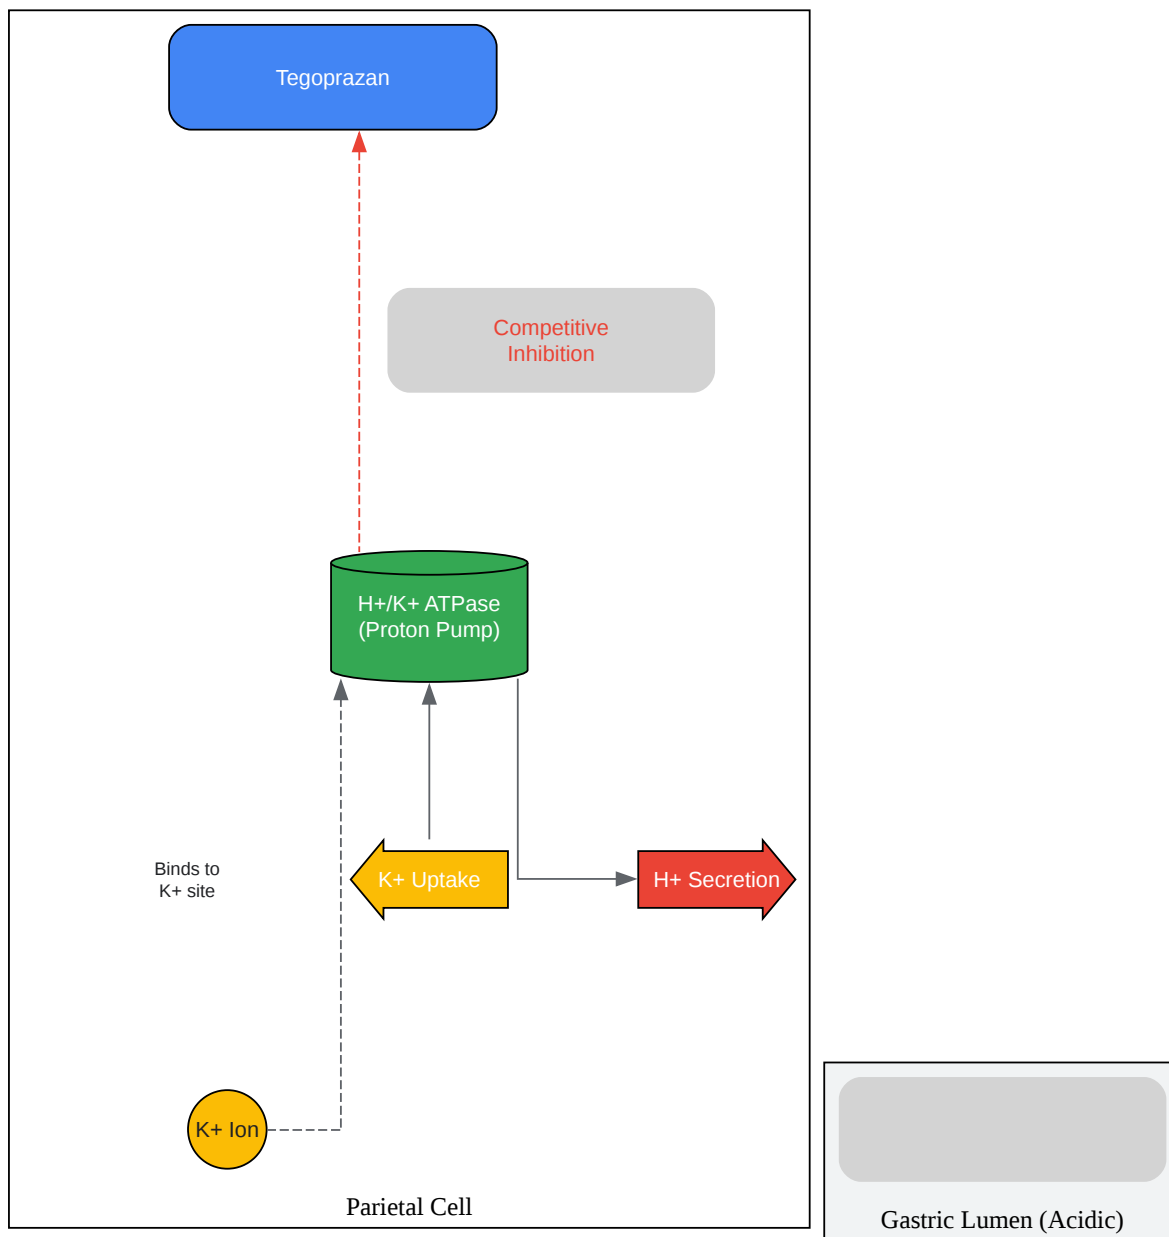 Tegoprazan
Competitive
Inhibition
H+/K+ ATPase
(Proton Pump)
Binds to
K+ site
K+ Uptake
H+ Secretion
K+ Ion
Parietal Cell
Gastric Lumen (Acidic)